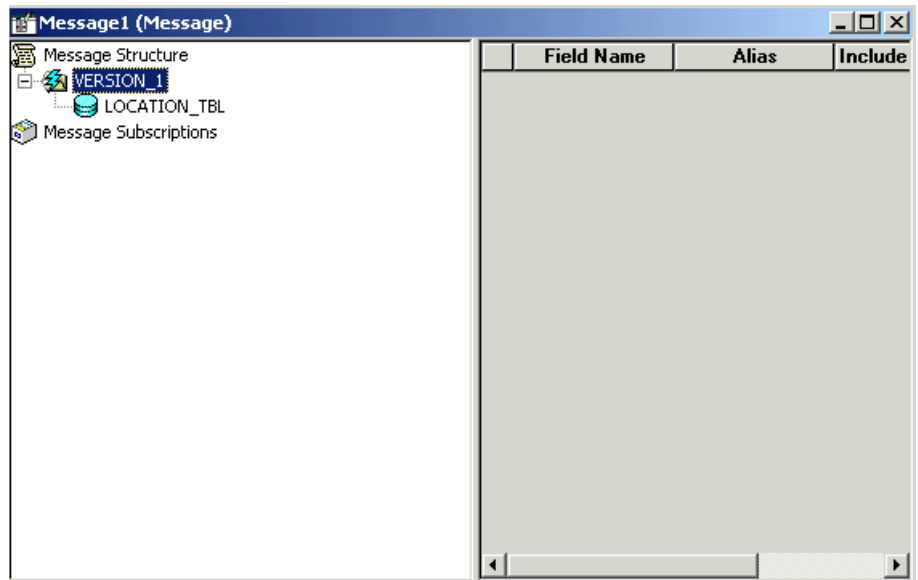 Message1 (Message)
Message Structure
VERSION_1
LOCATION_TBL
Message Subscriptions
Field Name Alias Include